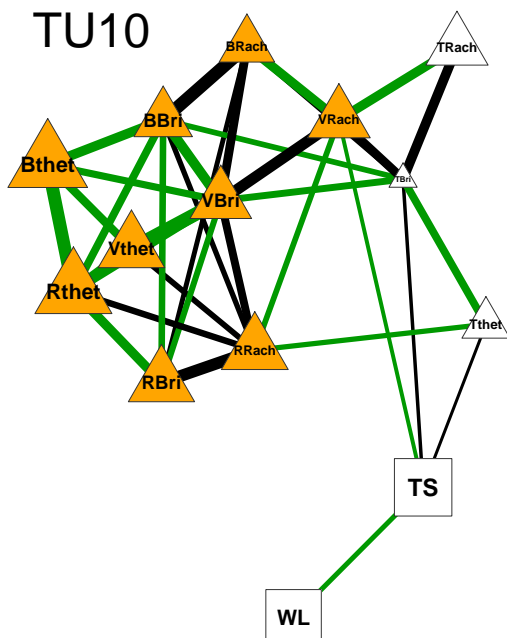 TU10
BRach
TRach
BBri
VRach
Bthet
TBri
VBri
Vthet
Rthet
Tthet
RRach
RBri
TS
WL